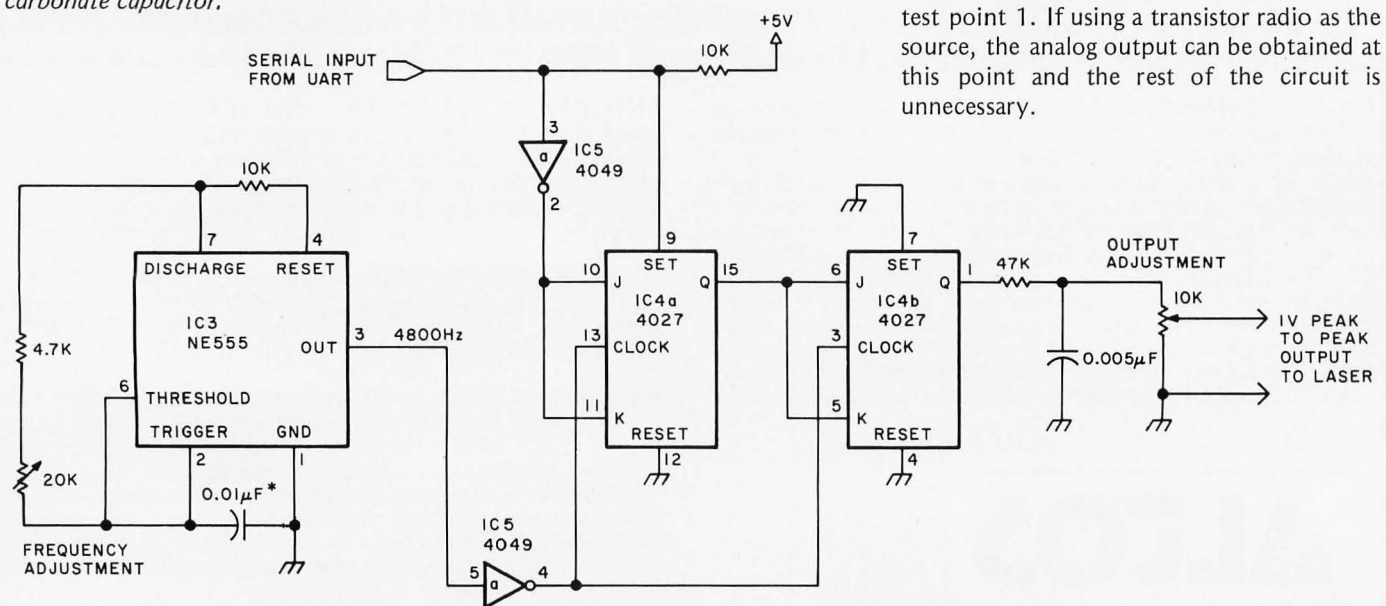 carbonate capacitor.
test point 1. If using a transistor radio as the
source, the analog output can be obtained at
this point and the rest of the circuit is
unnecessary.
+5V
10K
SERIAL INPUT
FROM UART
3
a
IC5
4049
2
10K
7
4
DISCHARGE
RESET
IC3
NE555
OUT
3
4800Hz
4.7K
6
THRESHOLD
TRIGGER
GND
2
1
20K
0.01µF*
FREQUENCY
ADJUSTMENT
IC5
4049
5
a
4
9
SET
10
J
Q
15
IC4a
4027
13
CLOCK
11
K
RESET
12
7
SET
6
J
Q
1
IC4b
4027
3
CLOCK
5
K
RESET
4
47K
OUTPUT
ADJUSTMENT
10K
0.005µF
1V PEAK
TO PEAK
OUTPUT
TO LASER